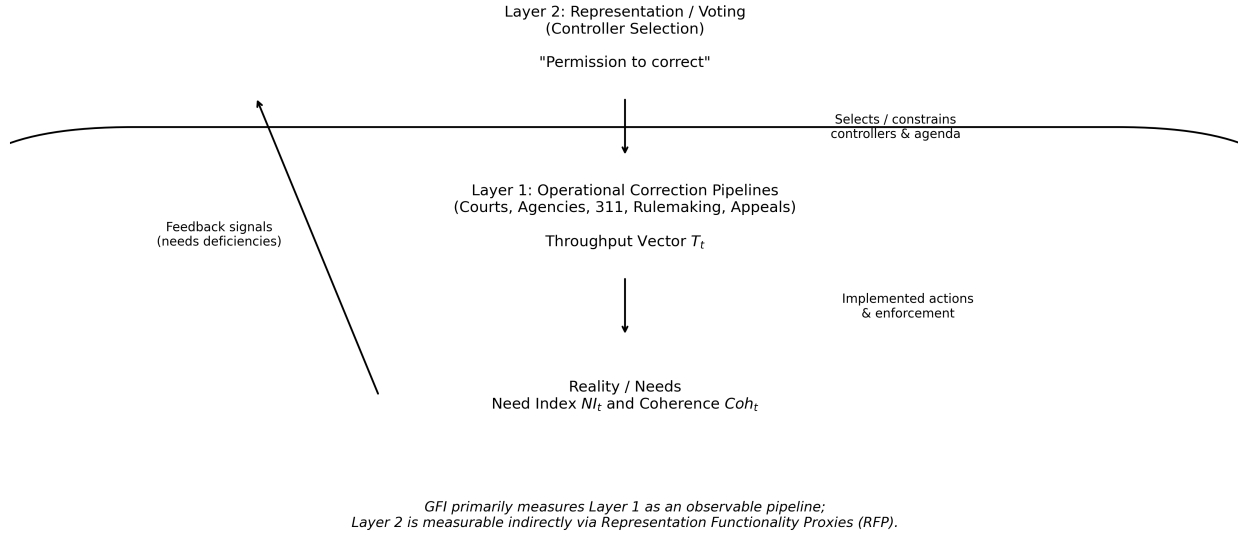 Layer 2: Representation / Voting
(Controller Selection)
"Permission to correct"
Selects / constrains
controllers & agenda
Layer 1: Operational Correction Pipelines
(Courts, Agencies, 311, Rulemaking, Appeals)
Throughput Vector Tₜ
Feedback signals
(needs deficiencies)
Implemented actions
& enforcement
Reality / Needs
Need Index NIₜ and Coherence Cohₜ
GFI primarily measures Layer 1 as an observable pipeline;
Layer 2 is measurable indirectly via Representation Functionality Proxies (RFP).